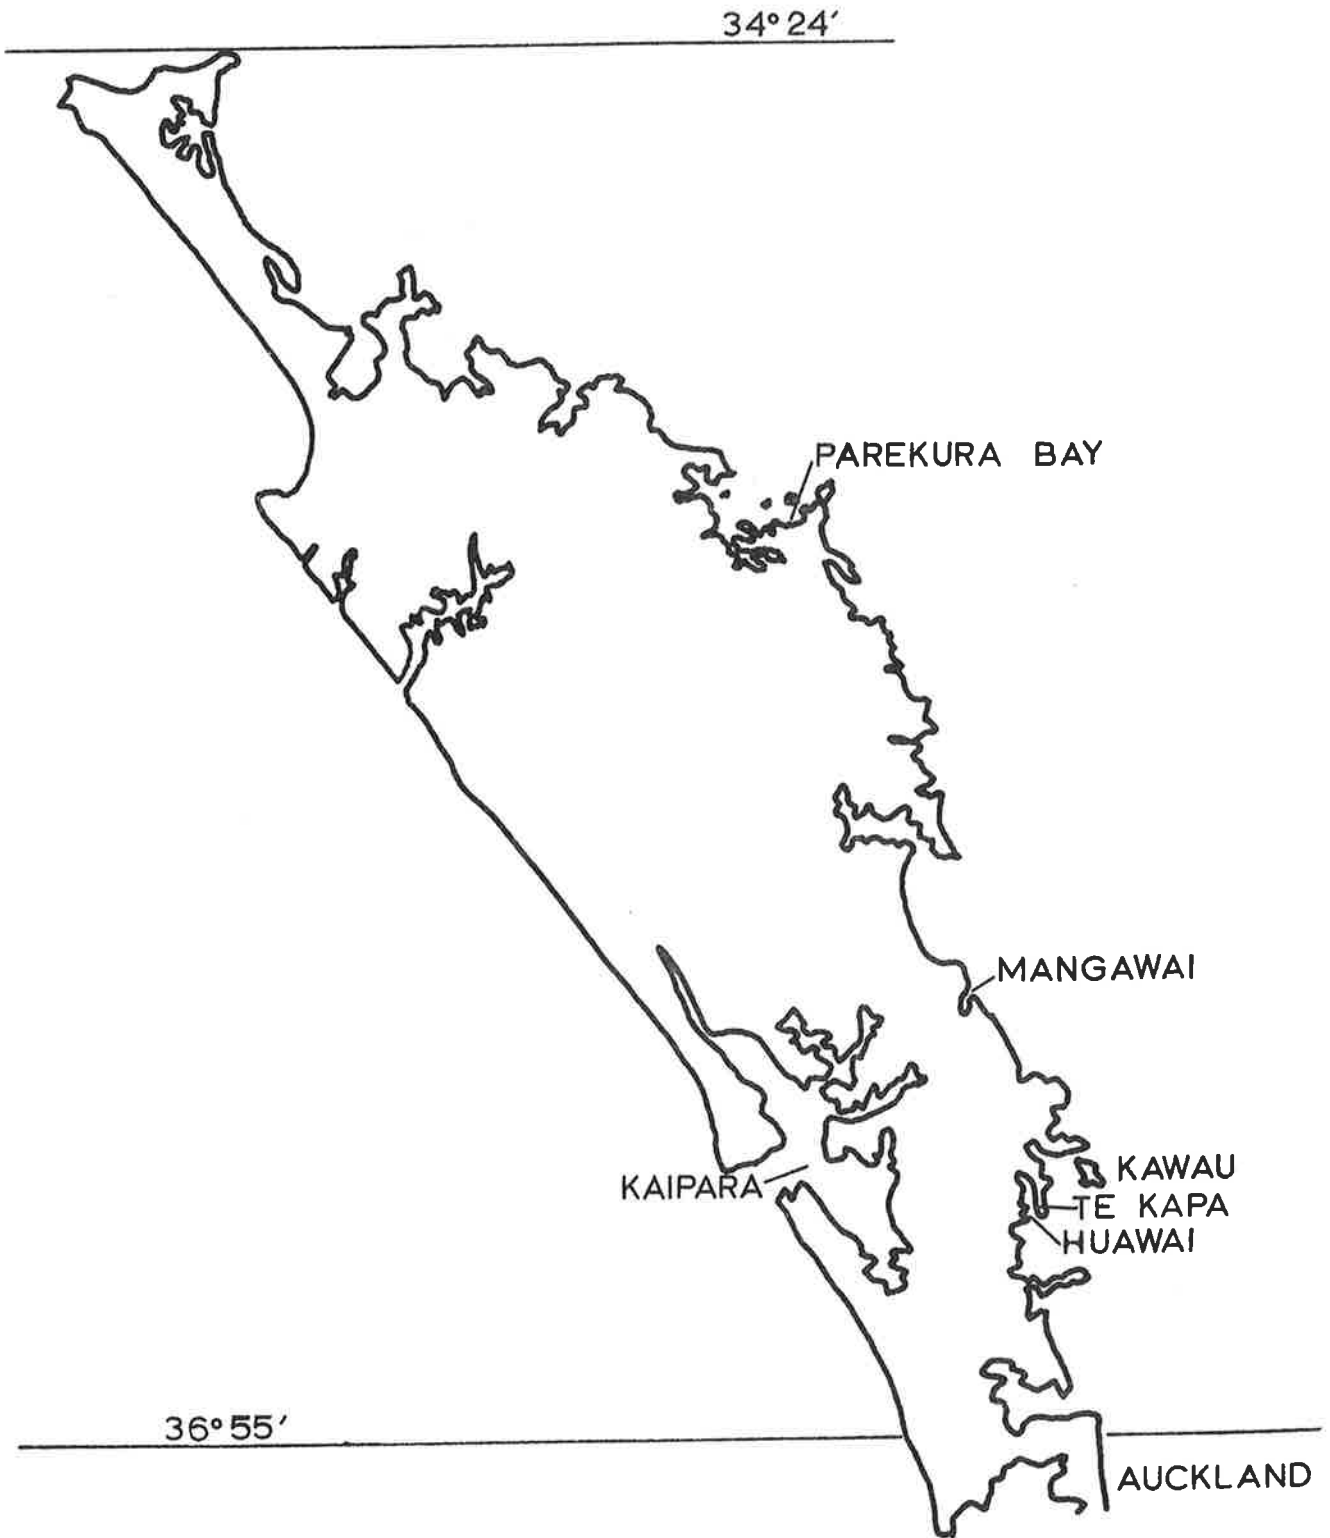 34° 24′
PAREKURA BAY
MANGAWAI
KAWAU
KAIPARA
TE KAPA
HUAWAI
36° 55′
AUCKLAND